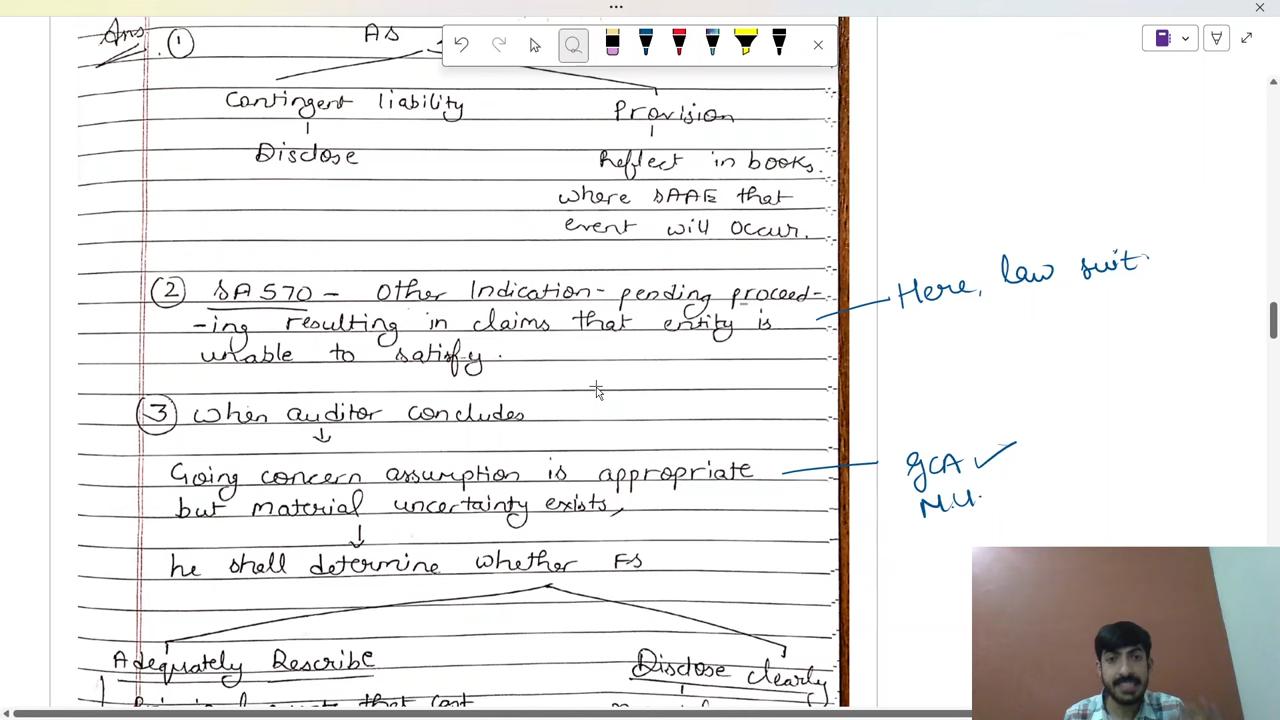 Ans ①
AS
Contingent liability
Provision
Disclose
Reflect in books.
where SAAE that
event will occur.
② SA 570 - Other Indication - pending proceed-
-ing resulting in claims that entity is
unable to satisfy.
Here, law suit
③ When auditor concludes
Going concern assumption is appropriate
but material uncertainty exists,
GCA ✓
M.U.
he shall determine whether FS
Adequately Describe
Disclose clearly